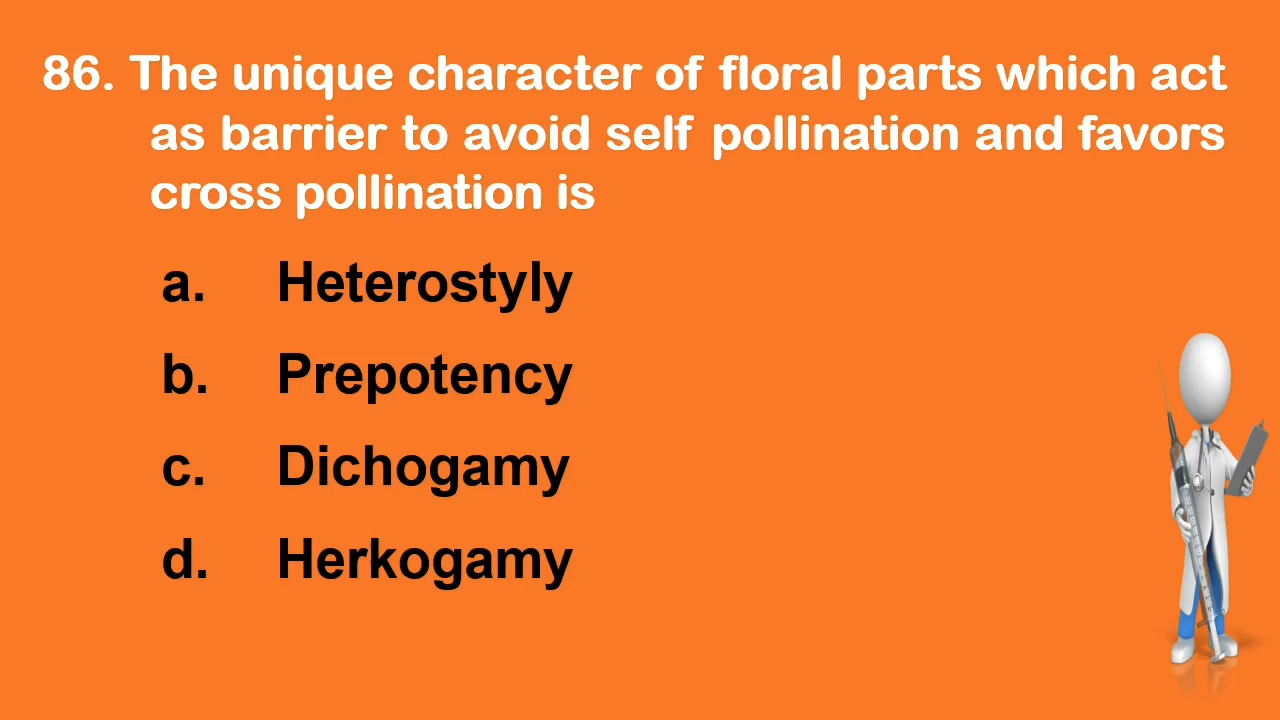 86. The unique character of floral parts which act
as barrier to avoid self pollination and favors
cross pollination is
a. Heterostyly
b. Prepotency
c. Dichogamy
d. Herkogamy